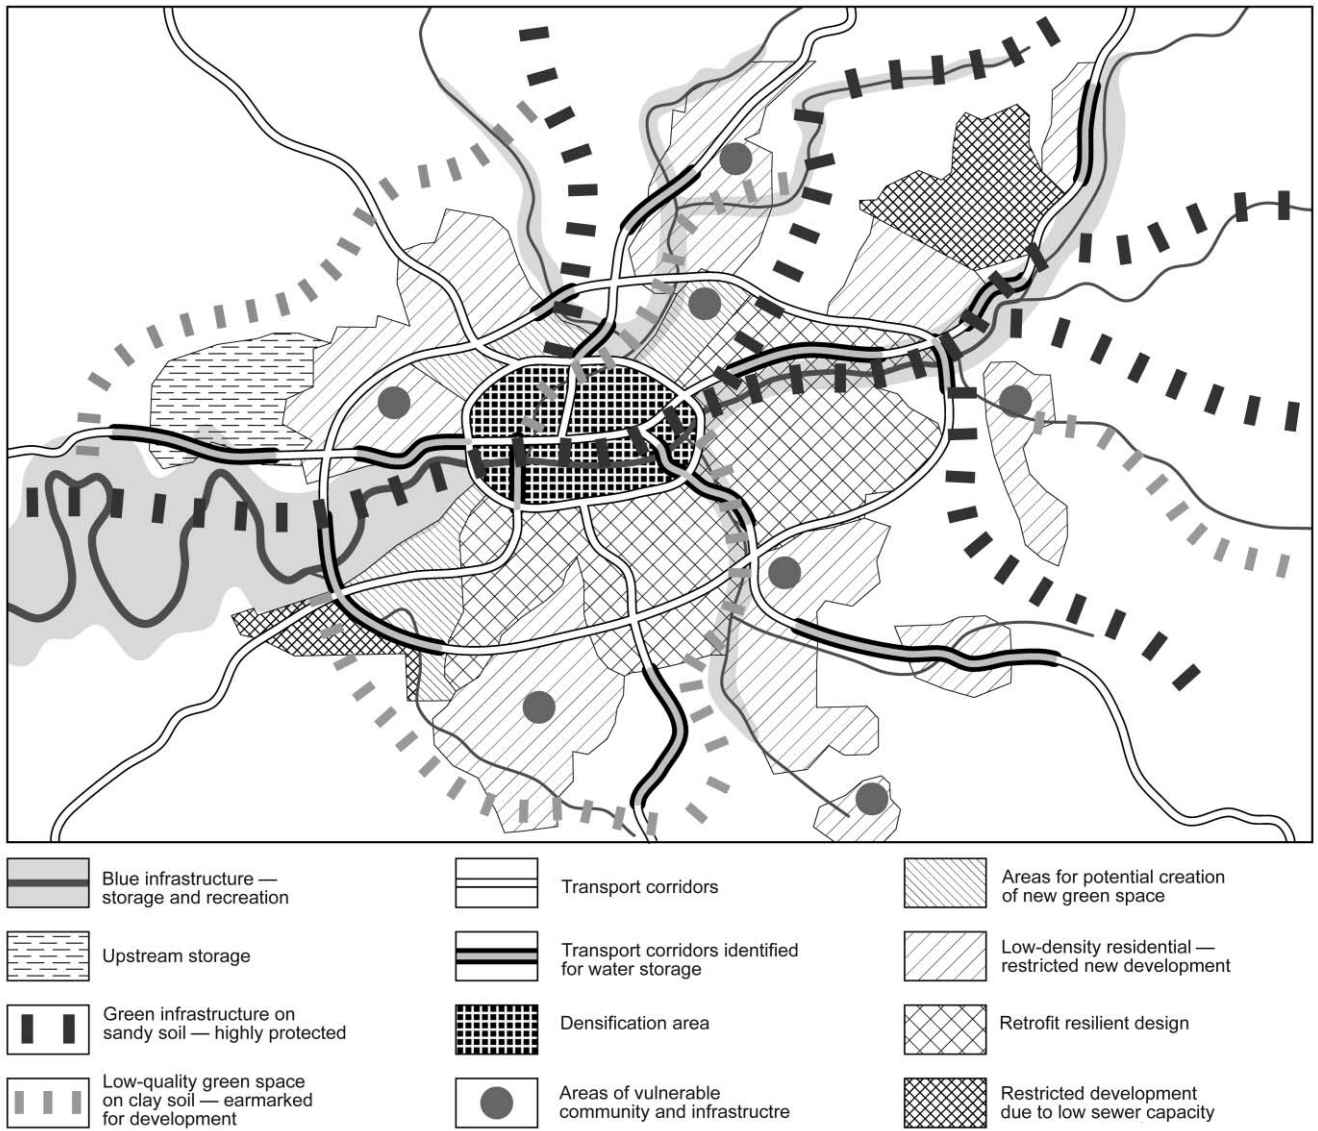 Blue infrastructure —
storage and recreation
Upstream storage
Green infrastructure on
sandy soil — highly protected
Low-quality green space
on clay soil — earmarked
for development
Transport corridors
Transport corridors identified
for water storage
Densification area
Areas of vulnerable
community and infrastructre
Areas for potential creation
of new green space
Low-density residential —
restricted new development
Retrofit resilient design
Restricted development
due to low sewer capacity